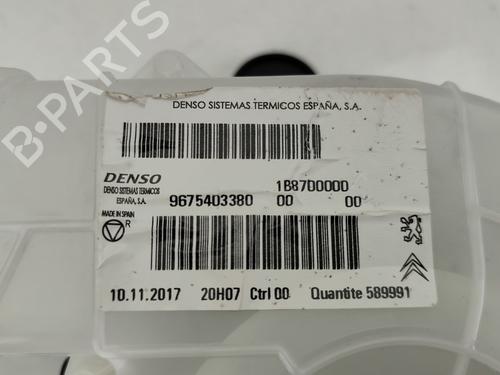 B-PARTS
DENSO SISTEMAS TERMICOS ESPAÑA, S.A.
DENSO
DENSO SISTEMAS TERMICOS
ESPAÑA, S.A.
MADE IN SPAIN
R
9675403380
1B87D0000
00 00
10.11.2017 20H07 Ctrl 00 Quantite 589991